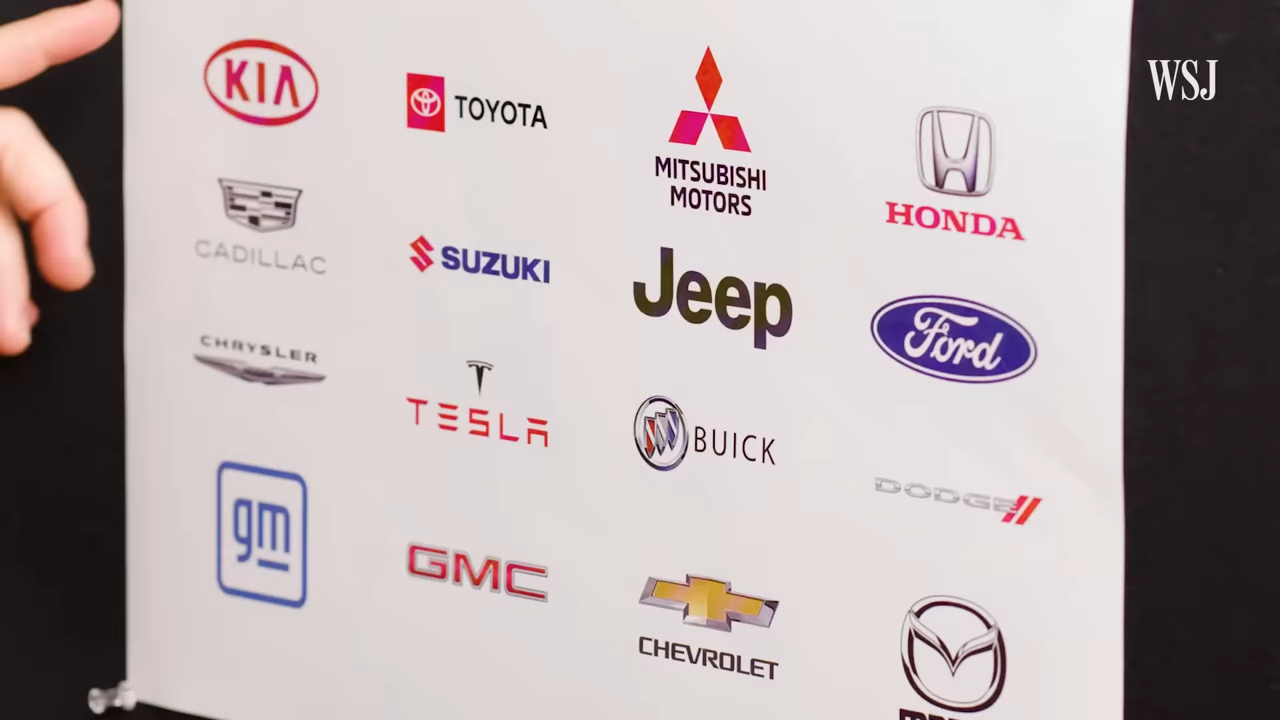 KIA
TOYOTA
MITSUBISHI
MOTORS
HONDA
WSJ
CADILLAC
SUZUKI
Jeep
Ford
CHRYSLER
TESLA
BUICK
DODGE
gm
GMC
CHEVROLET